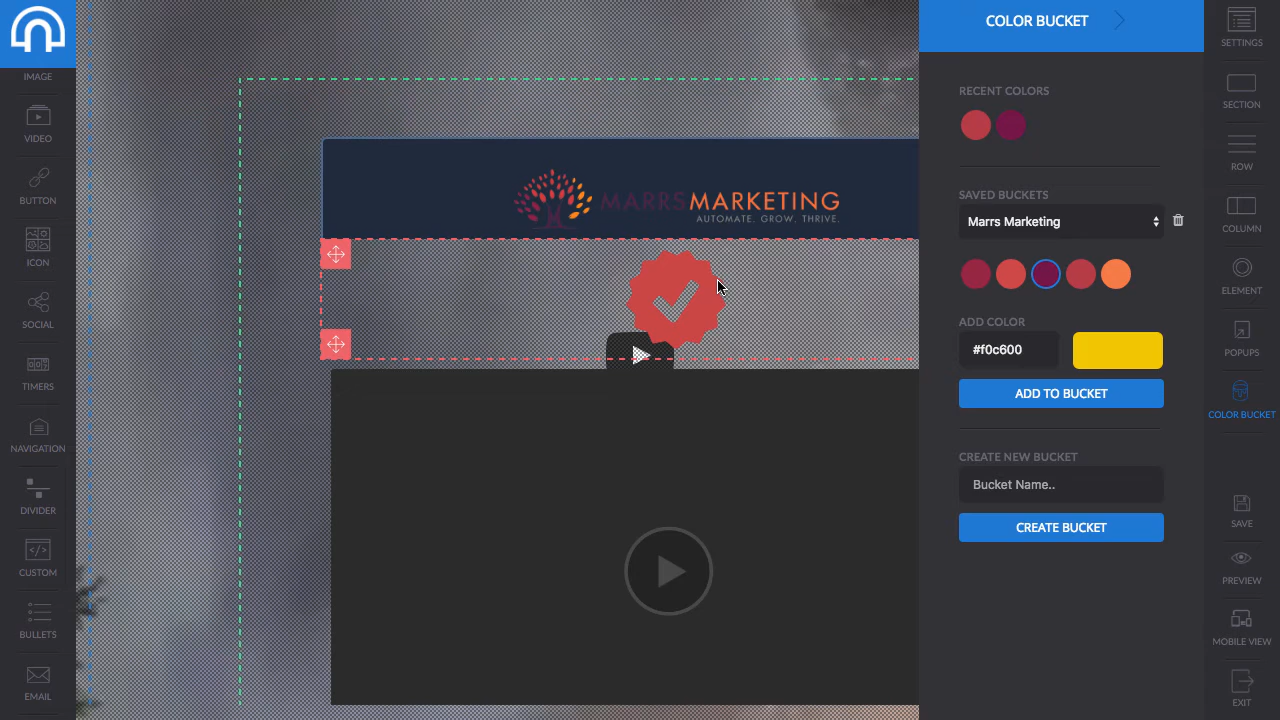 IMAGE
VIDEO
BUTTON
ICON
SOCIAL
TIMERS
NAVIGATION
DIVIDER
</>
CUSTOM
BULLETS
EMAIL
MARRSMARKETING
AUTOMATE. GROW. THRIVE.
COLOR BUCKET
RECENT COLORS
SAVED BUCKETS
Marrs Marketing
ADD COLOR
#f0c600
ADD TO BUCKET
CREATE NEW BUCKET
Bucket Name..
CREATE BUCKET
SETTINGS
SECTION
ROW
COLUMN
ELEMENT
POPUPS
COLOR BUCKET
SAVE
PREVIEW
MOBILE VIEW
EXIT